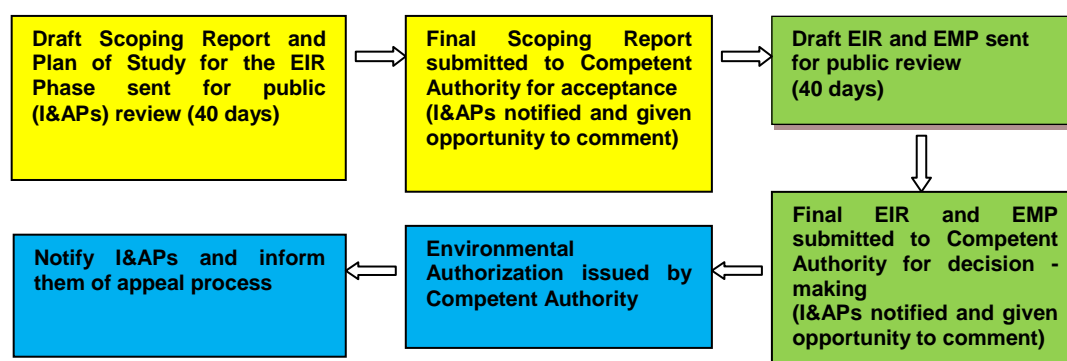 Draft Scoping Report and
Plan of Study for the EIR
Phase sent for public
(I&APs) review (40 days)
Final Scoping Report
submitted to Competent
Authority for acceptance
(I&APs notified and given
opportunity to comment)
Draft EIR and EMP sent
for public review
(40 days)
Final EIR and EMP
submitted to Competent
Authority for decision -
making
(I&APs notified and given
opportunity to comment)
Environmental
Authorization issued by
Competent Authority
Notify I&APs and inform
them of appeal process